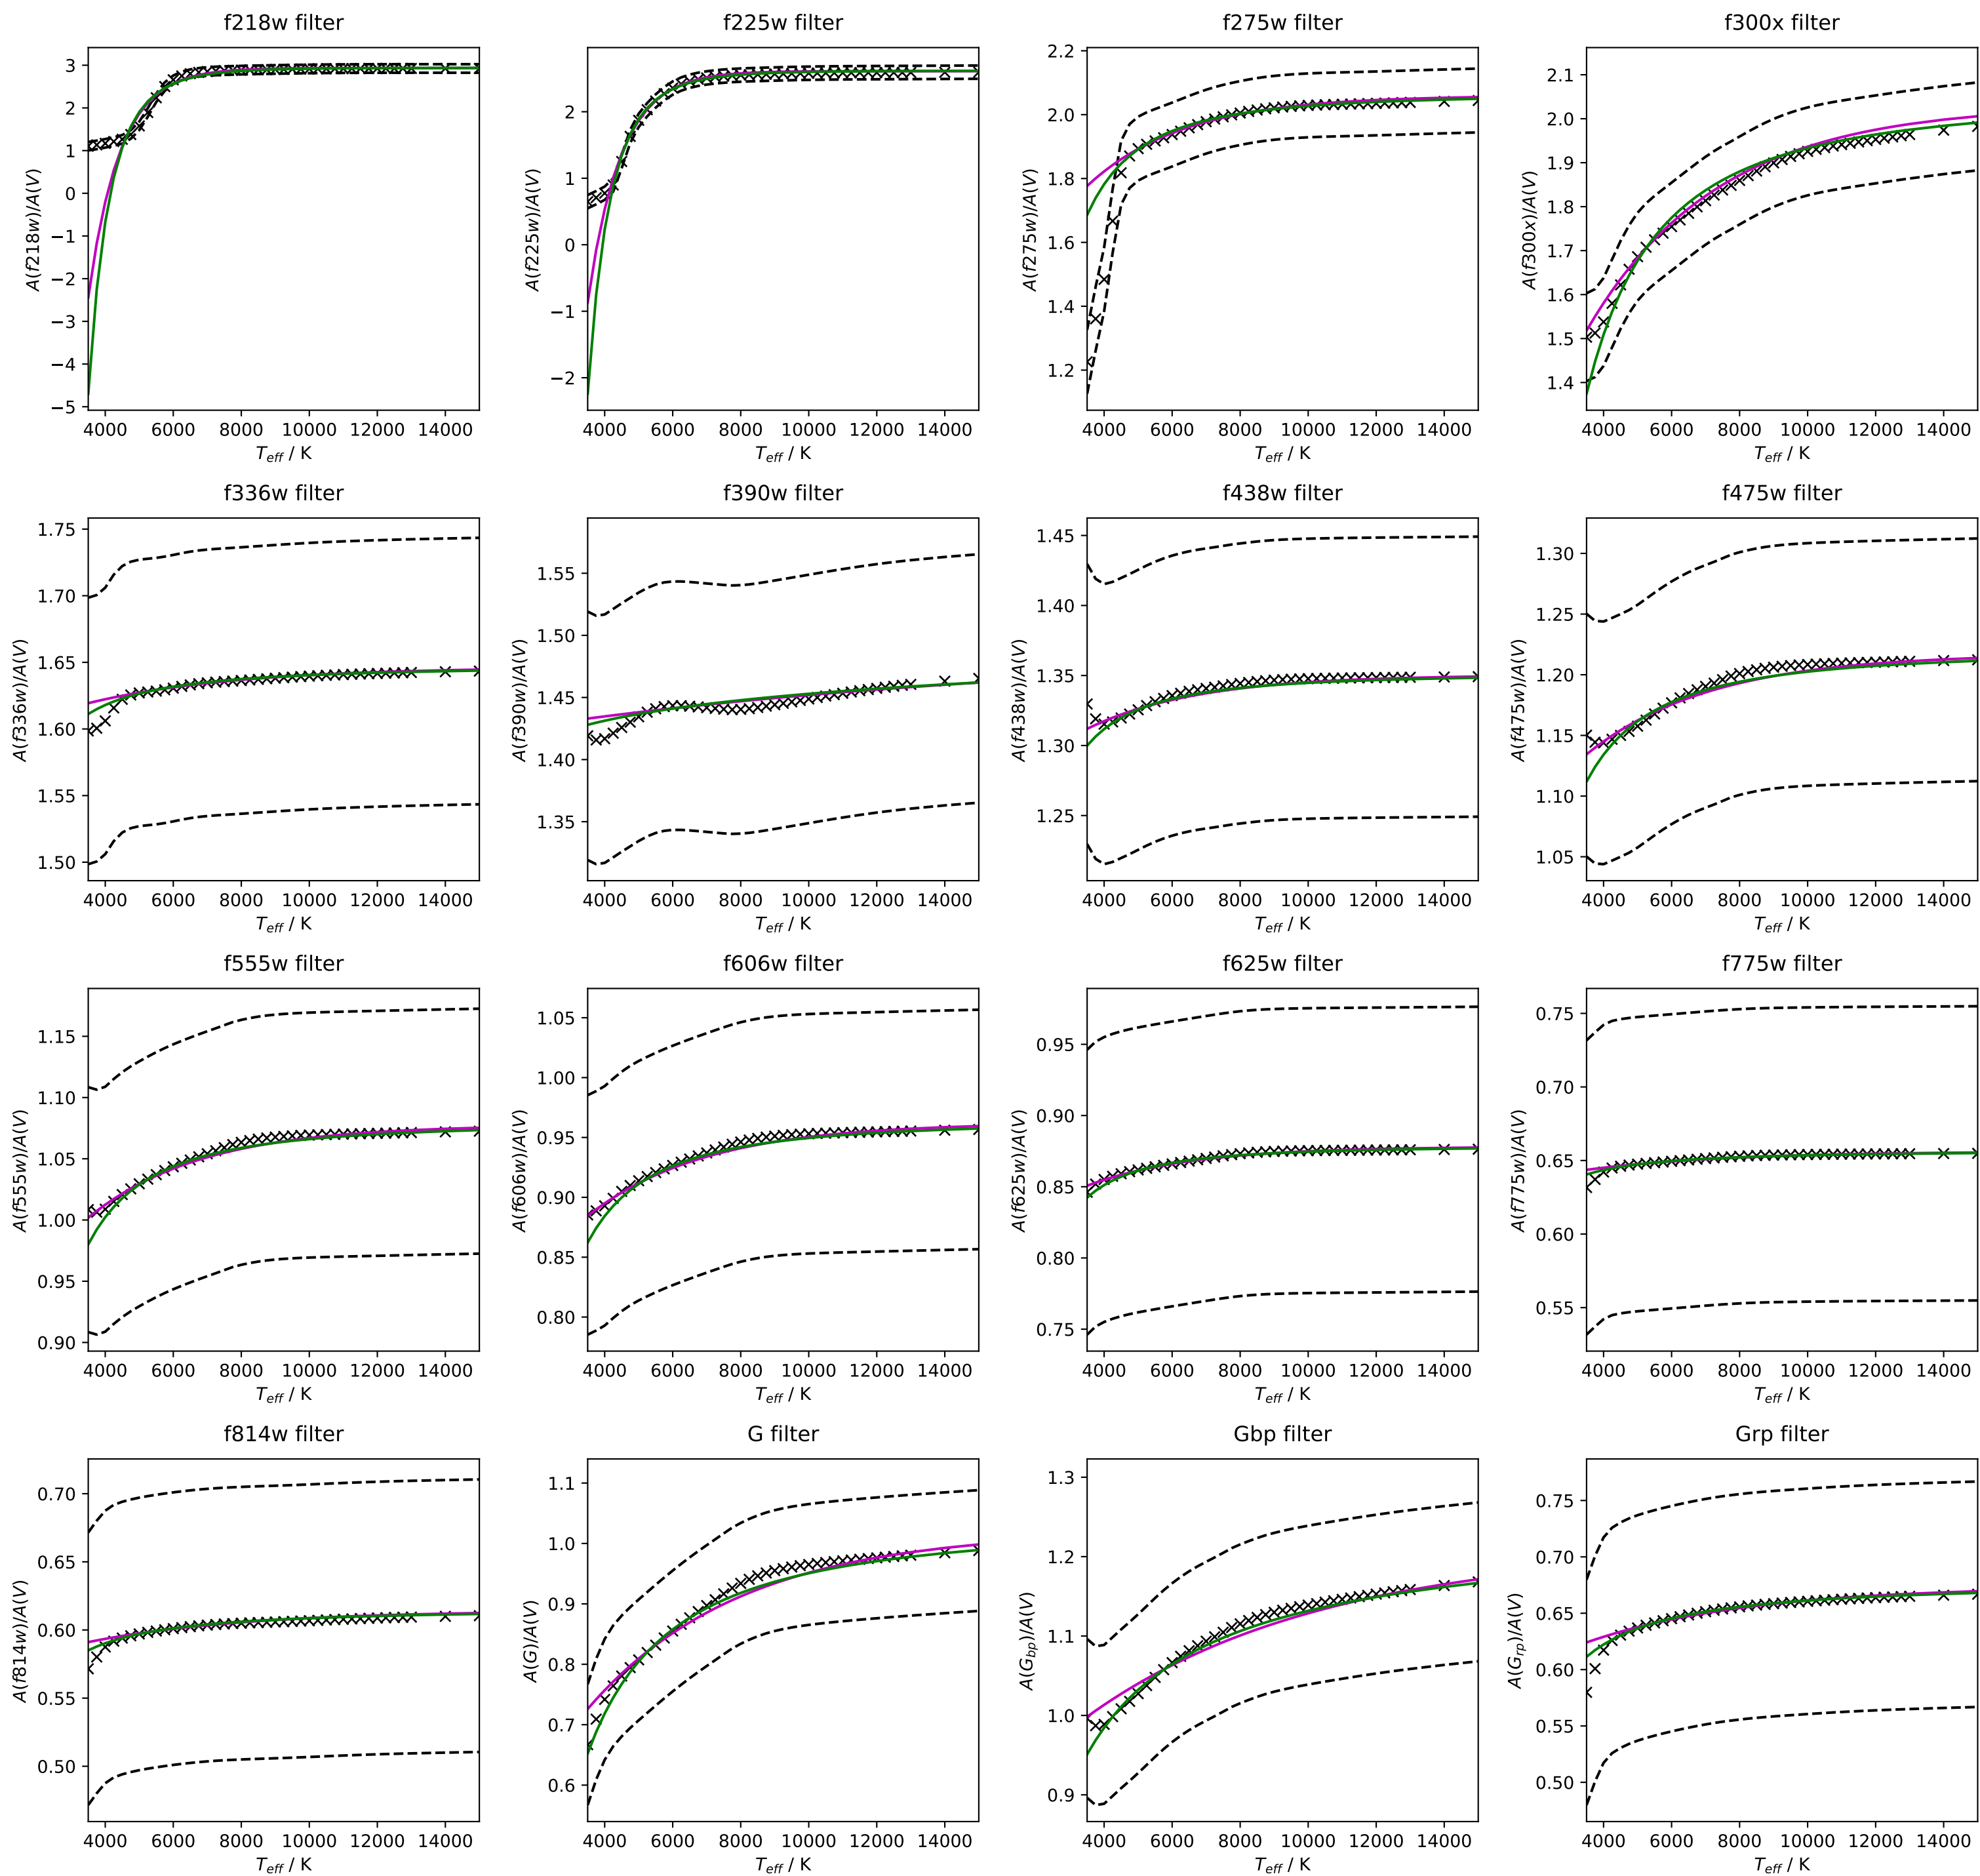 f218w filter
f225w filter
f275w filter
f300x filter
A(f218w)/A(V)
3
2
1
0
−1
−2
−3
−4
−5
4000 6000 8000 10000 12000 14000
T_eff / K
A(f225w)/A(V)
2
1
0
−1
−2
4000 6000 8000 10000 12000 14000
T_eff / K
A(f275w)/A(V)
2.2
2.0
1.8
1.6
1.4
1.2
4000 6000 8000 10000 12000 14000
T_eff / K
A(f300x)/A(V)
2.1
2.0
1.9
1.8
1.7
1.6
1.5
1.4
4000 6000 8000 10000 12000 14000
T_eff / K
f336w filter
f390w filter
f438w filter
f475w filter
A(f336w)/A(V)
1.75
1.70
1.65
1.60
1.55
1.50
4000 6000 8000 10000 12000 14000
T_eff / K
A(f390w)/A(V)
1.55
1.50
1.45
1.40
1.35
4000 6000 8000 10000 12000 14000
T_eff / K
A(f438w)/A(V)
1.45
1.40
1.35
1.30
1.25
4000 6000 8000 10000 12000 14000
T_eff / K
A(f475w)/A(V)
1.30
1.25
1.20
1.15
1.10
1.05
4000 6000 8000 10000 12000 14000
T_eff / K
f555w filter
f606w filter
f625w filter
f775w filter
A(f555w)/A(V)
1.15
1.10
1.05
1.00
0.95
0.90
4000 6000 8000 10000 12000 14000
T_eff / K
A(f606w)/A(V)
1.05
1.00
0.95
0.90
0.85
0.80
4000 6000 8000 10000 12000 14000
T_eff / K
A(f625w)/A(V)
0.95
0.90
0.85
0.80
0.75
4000 6000 8000 10000 12000 14000
T_eff / K
A(f775w)/A(V)
0.75
0.70
0.65
0.60
0.55
4000 6000 8000 10000 12000 14000
T_eff / K
f814w filter
G filter
Gbp filter
Grp filter
A(f814w)/A(V)
0.70
0.65
0.60
0.55
0.50
4000 6000 8000 10000 12000 14000
T_eff / K
A(G)/A(V)
1.1
1.0
0.9
0.8
0.7
0.6
4000 6000 8000 10000 12000 14000
T_eff / K
A(G_bp)/A(V)
1.3
1.2
1.1
1.0
0.9
4000 6000 8000 10000 12000 14000
T_eff / K
A(G_rp)/A(V)
0.75
0.70
0.65
0.60
0.55
0.50
4000 6000 8000 10000 12000 14000
T_eff / K